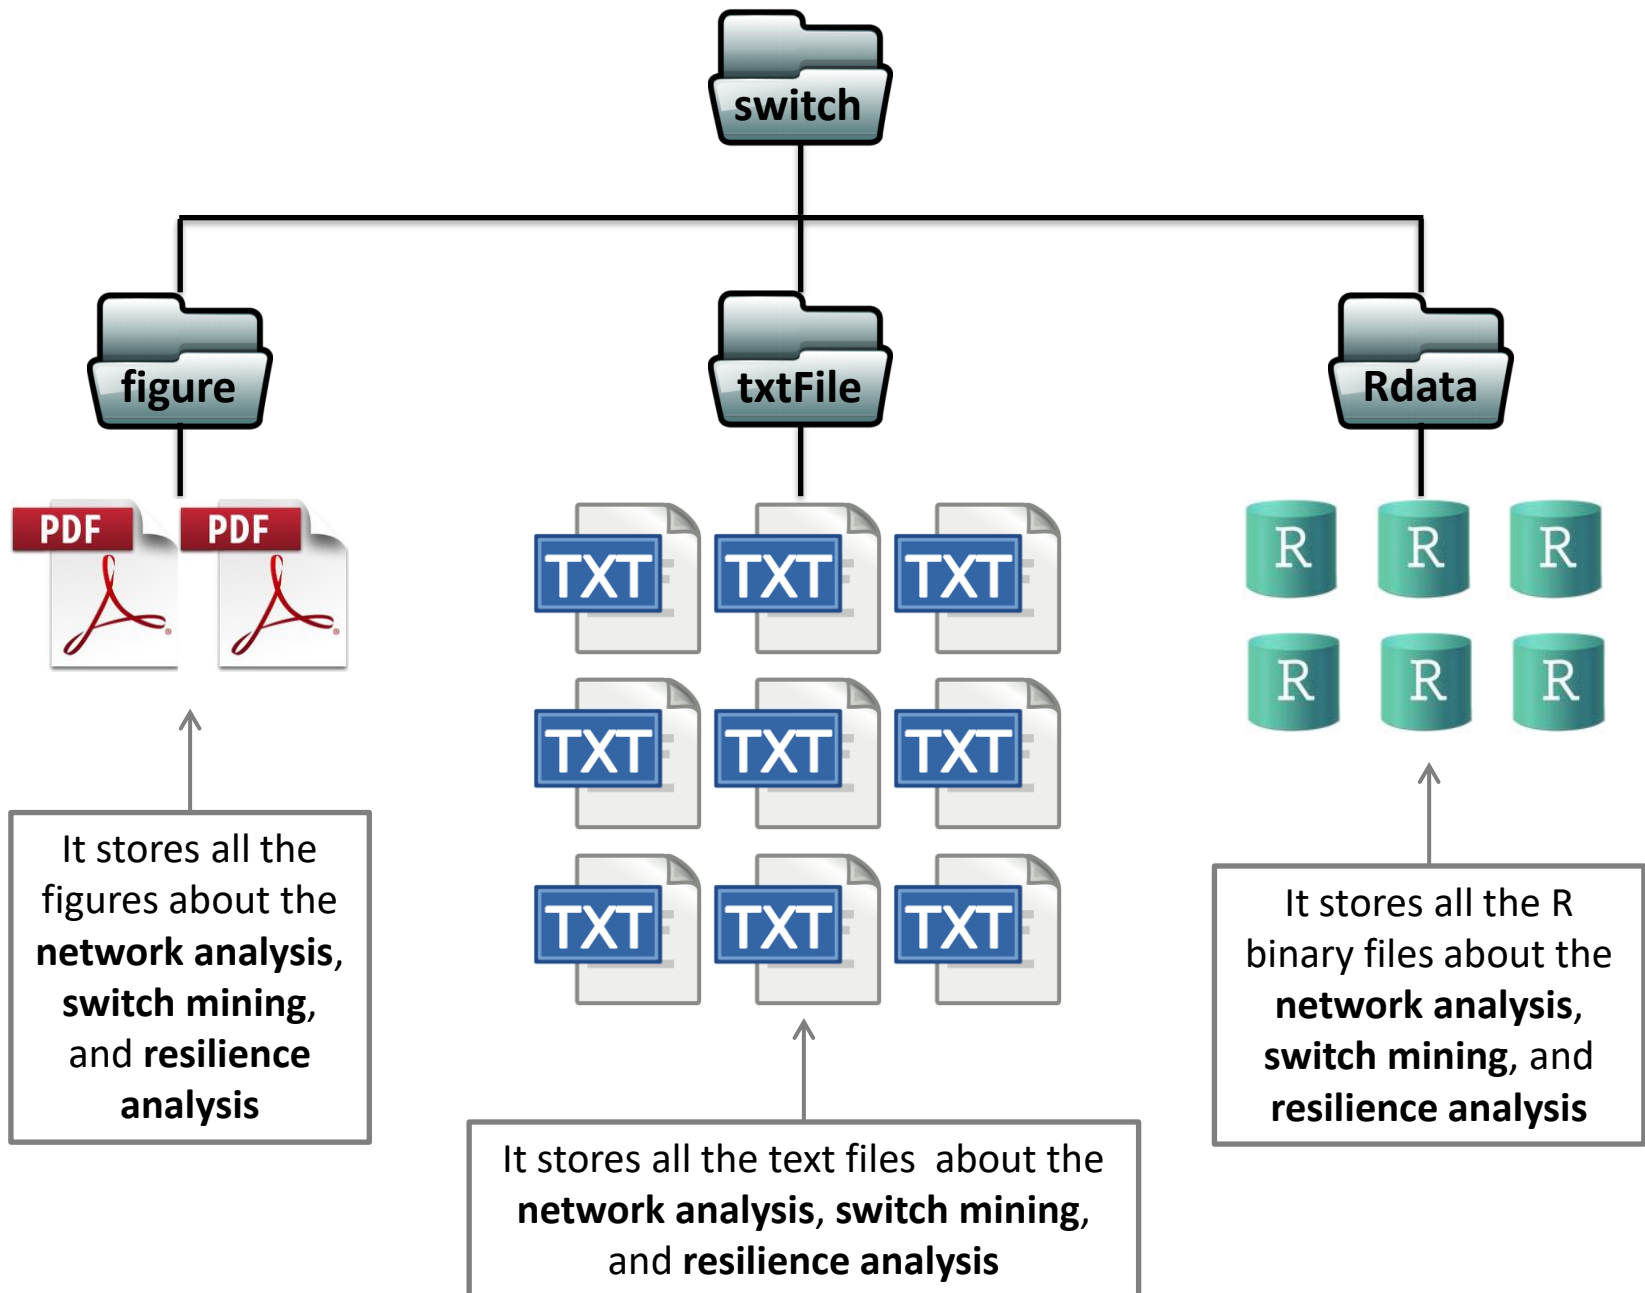 switch
figure
txtFile
Rdata
PDF
PDF
TXT
TXT
TXT
TXT
TXT
TXT
TXT
TXT
TXT
R
R
R
R
R
R
It stores all the
figures about the
network analysis,
switch mining,
and resilience
analysis
It stores all the text files  about the
network analysis, switch mining,
and resilience analysis
It stores all the R
binary files about the
network analysis,
switch mining, and
resilience analysis